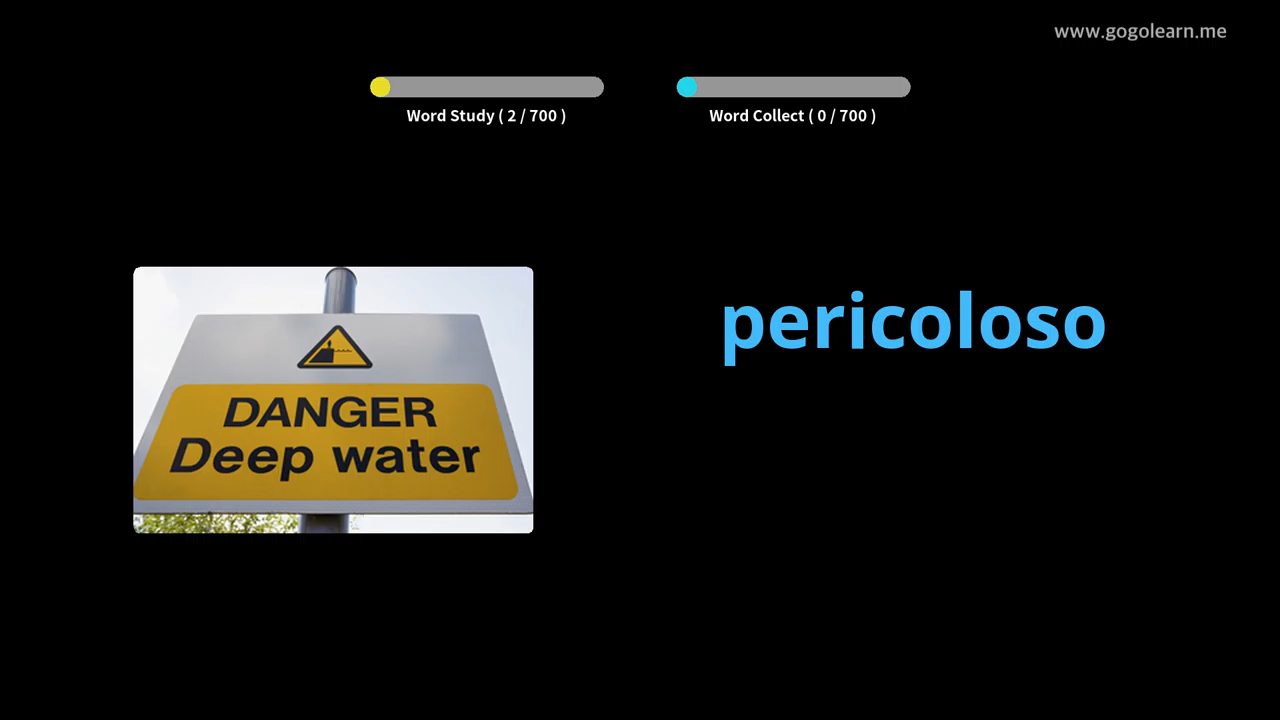 www.gogolearn.me
Word Study ( 2 / 700 )
Word Collect ( 0 / 700 )
pericoloso
DANGER
Deep water